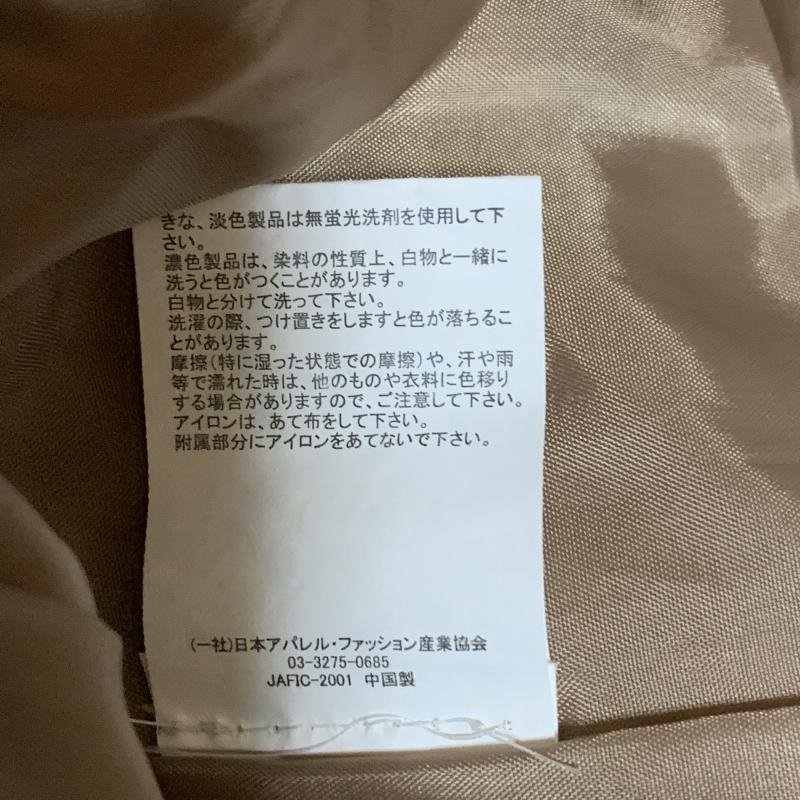 きな、淡色製品は無蛍光洗剤を使用して下
さい。
濃色製品は、染料の性質上、白物と一緒に
洗うと色がつくことがあります。
白物と分けて洗って下さい。
洗濯の際、つけ置きをしますと色が落ちるこ
とがあります。
摩擦(特に湿った状態での摩擦)や、汗や雨
等で濡れた時は、他のものや衣料に色移り
する場合がありますので、ご注意して下さい。
アイロンは、あて布をして下さい。
附属部分にアイロンをあてないで下さい。
(一社)日本アパレル・ファッション産業協会
03-3275-0685
JAFIC-2001 中国製